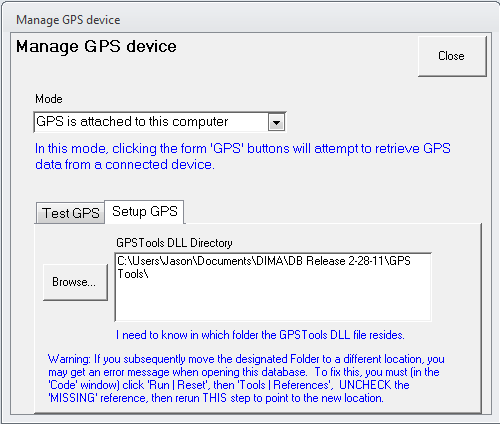 Manage GPS device
Manage GPS device
Close
Mode
GPS is attached to this computer
In this mode, clicking the form 'GPS' buttons will attempt to retrieve GPS
data from a connected device.
Test GPS
Setup GPS
GPSTools DLL Directory
Browse...
C:\Users\Jason\Documents\DIMA\DB Release 2-28-11\GPS
Tools\
I need to know in which folder the GPSTools DLL file resides.
Warning: If you subsequently move the designated Folder to a different location, you
may get an error message when opening this database.  To fix this, you must (in the
'Code' window) click 'Run | Reset', then 'Tools | References',  UNCHECK the
'MISSING' reference, then rerun THIS step to point to the new location.